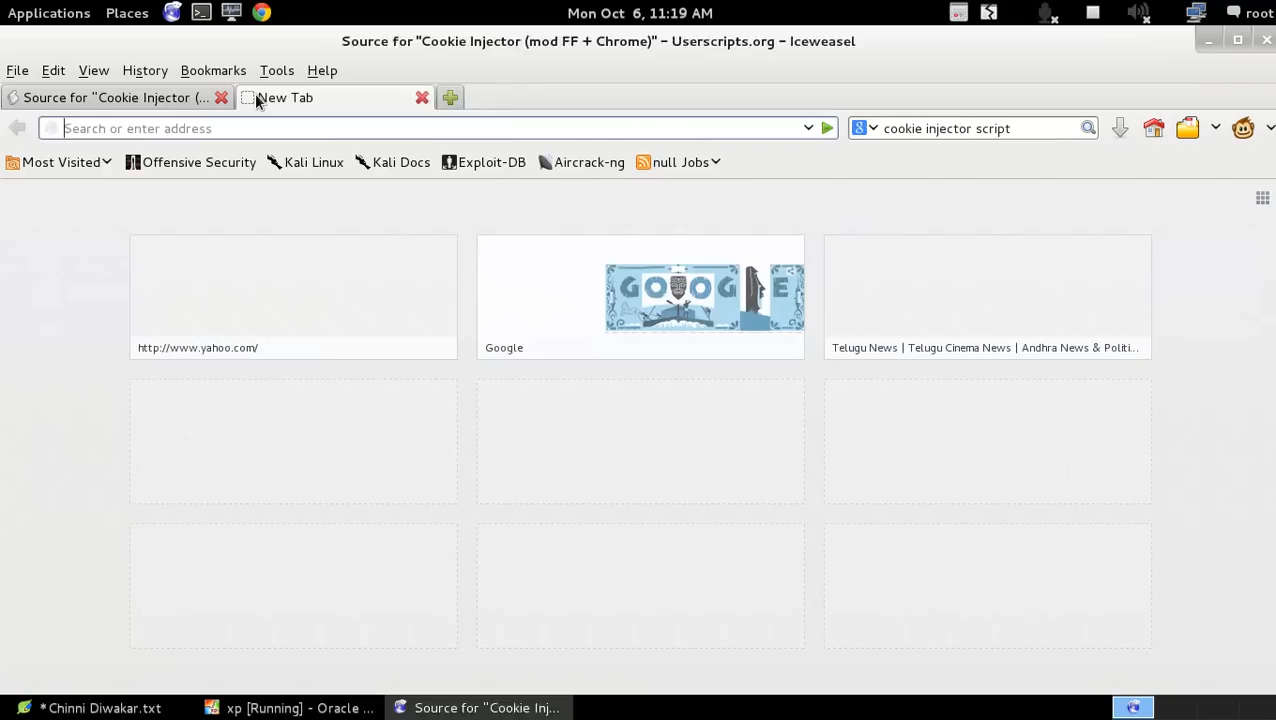 Applications Places Mon Oct 6, 11:19 AM root
Source for "Cookie Injector (mod FF + Chrome)" - Userscripts.org - Iceweasel
File Edit View History Bookmarks Tools Help
Source for "Cookie Injector (... New Tab
Search or enter address cookie injector script
Most Visited Offensive Security Kali Linux Kali Docs Exploit-DB Aircrack-ng null Jobs
GOOGE
http://www.yahoo.com/ Google Telugu News | Telugu Cinema News | Andhra News & Politi...
*Chinni Diwakar.txt xp [Running] - Oracle ... Source for "Cookie Inj...